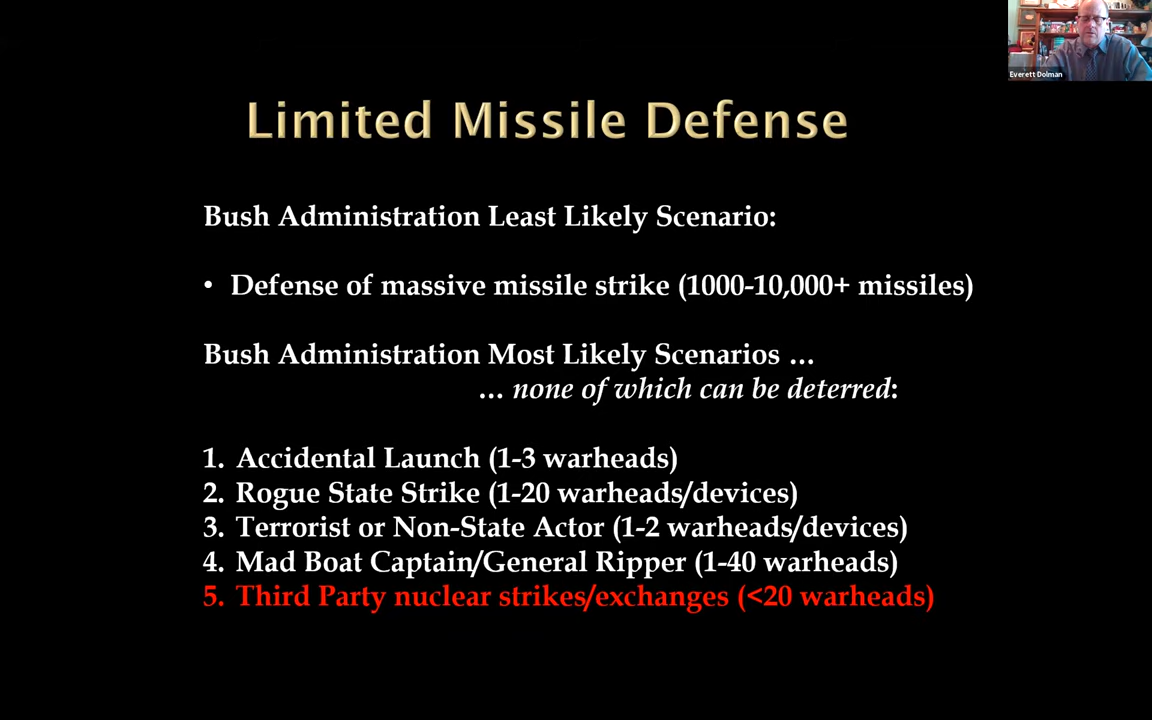 Everett Dolman
Limited Missile Defense
Bush Administration Least Likely Scenario:
• Defense of massive missile strike (1000-10,000+ missiles)
Bush Administration Most Likely Scenarios …
… none of which can be deterred:
1. Accidental Launch (1-3 warheads)
2. Rogue State Strike (1-20 warheads/devices)
3. Terrorist or Non-State Actor (1-2 warheads/devices)
4. Mad Boat Captain/General Ripper (1-40 warheads)
5. Third Party nuclear strikes/exchanges (<20 warheads)